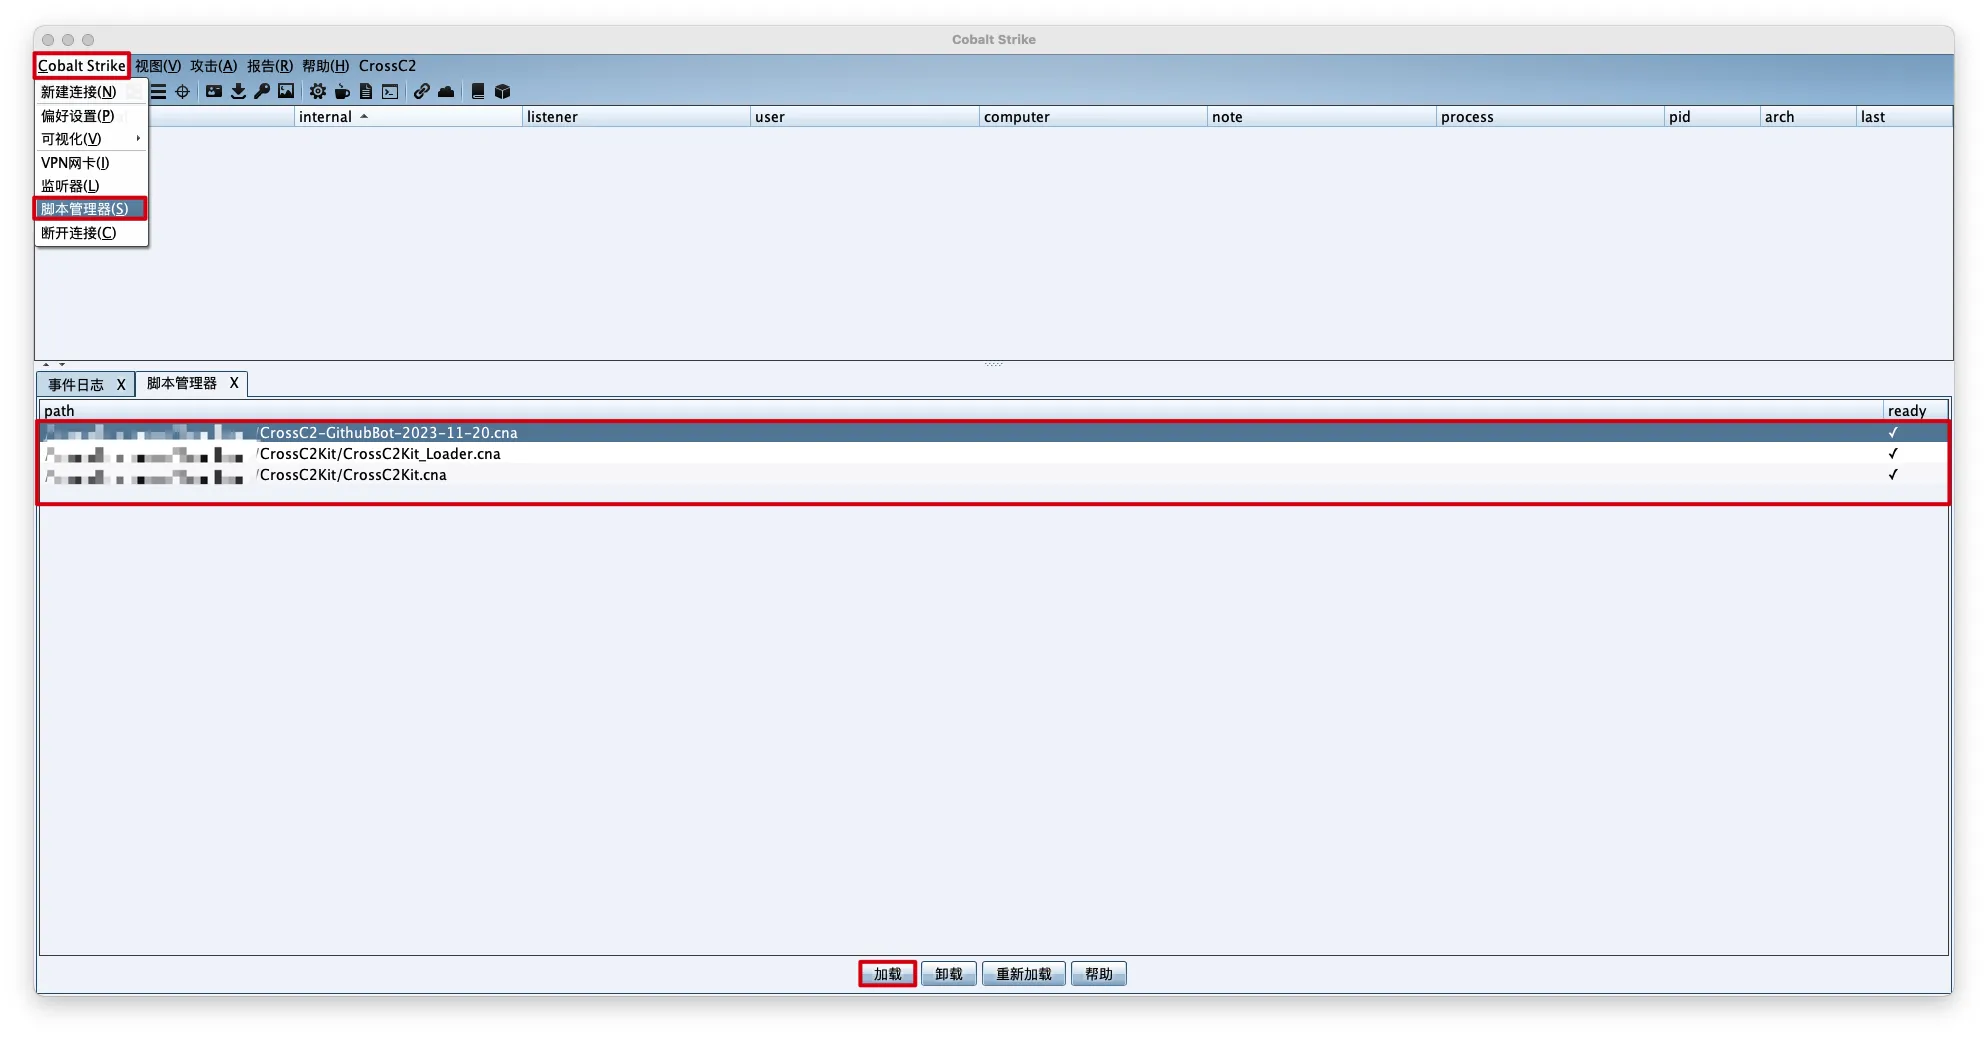 Cobalt Strike
Cobalt Strike 视图(V) 攻击(A) 报告(R) 帮助(H) CrossC2
新建连接(N)
偏好设置(P)
可视化(V)
VPN网卡(I)
监听器(L)
脚本管理器(S)
断开连接(C)
internal listener user computer note process pid arch last
事件日志 X 脚本管理器 X
path ready
/CrossC2-GithubBot-2023-11-20.cna ✓
/CrossC2Kit/CrossC2Kit_Loader.cna ✓
/CrossC2Kit/CrossC2Kit.cna ✓
加载 卸载 重新加载 帮助